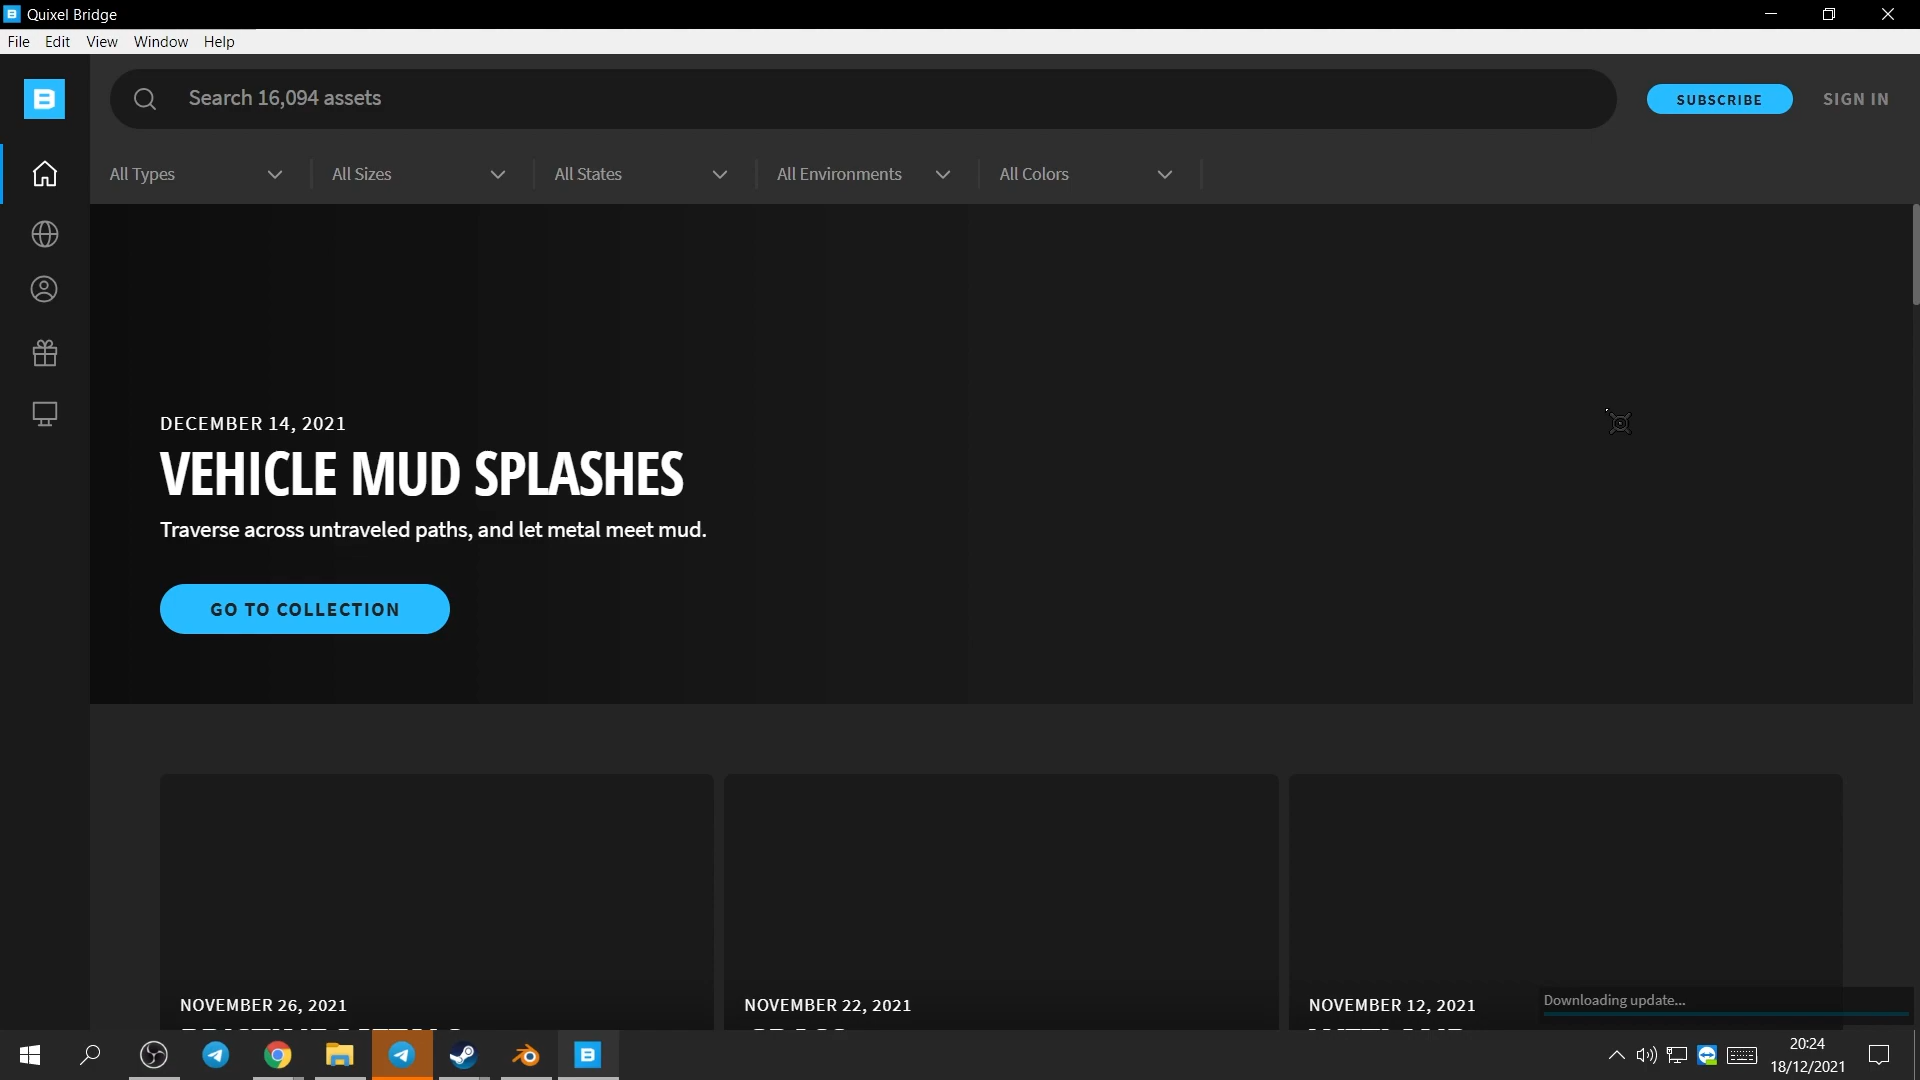 Quixel Bridge
File Edit View Window Help
Search 16,094 assets
SUBSCRIBE
SIGN IN
All Types
All Sizes
All States
All Environments
All Colors
DECEMBER 14, 2021
VEHICLE MUD SPLASHES
Traverse across untraveled paths, and let metal meet mud.
GO TO COLLECTION
NOVEMBER 26, 2021
NOVEMBER 22, 2021
NOVEMBER 12, 2021
Downloading update...
20:24
18/12/2021